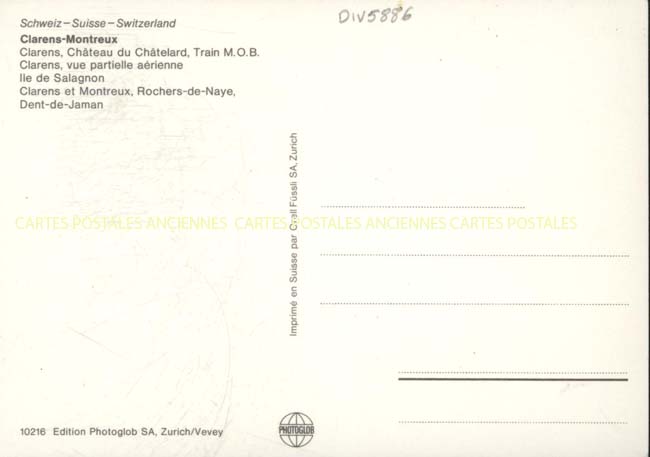 Schweiz – Suisse – Switzerland
DIV5886
Clarens-Montreux
Clarens, Château du Châtelard, Train M.O.B.
Clarens, vue partielle aérienne
Ile de Salagnon
Clarens et Montreux, Rochers-de-Naye,
Dent-de-Jaman
Imprimé en Suisse par Orell Füssli SA, Zurich
CARTES POSTALES ANCIENNES CARTES POSTALES ANCIENNES CARTES POSTALES ANCIENNES
10216 Edition Photoglob SA, Zurich/Vevey
PHOTOGLOB